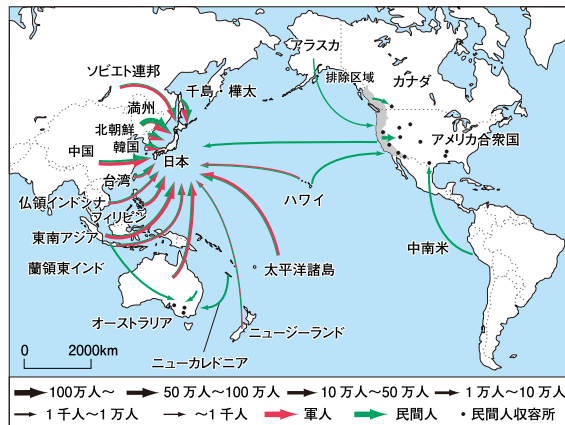 アラスカ
ソビエト連邦
排除区域
カナダ
千島・樺太
満州
北朝鮮
アメリカ合衆国
韓国
中国
日本
台湾
ハワイ
仏領インドシナ
フィリピン
中南米
東南アジア
太平洋諸島
蘭領東インド
オーストラリア
ニュージーランド
0 2000km
ニューカレドニア
100万人〜 50万人〜100万人 10万人〜50万人 1万人〜10万人
1千人〜1万人 〜1千人 軍人 民間人 民間人収容所